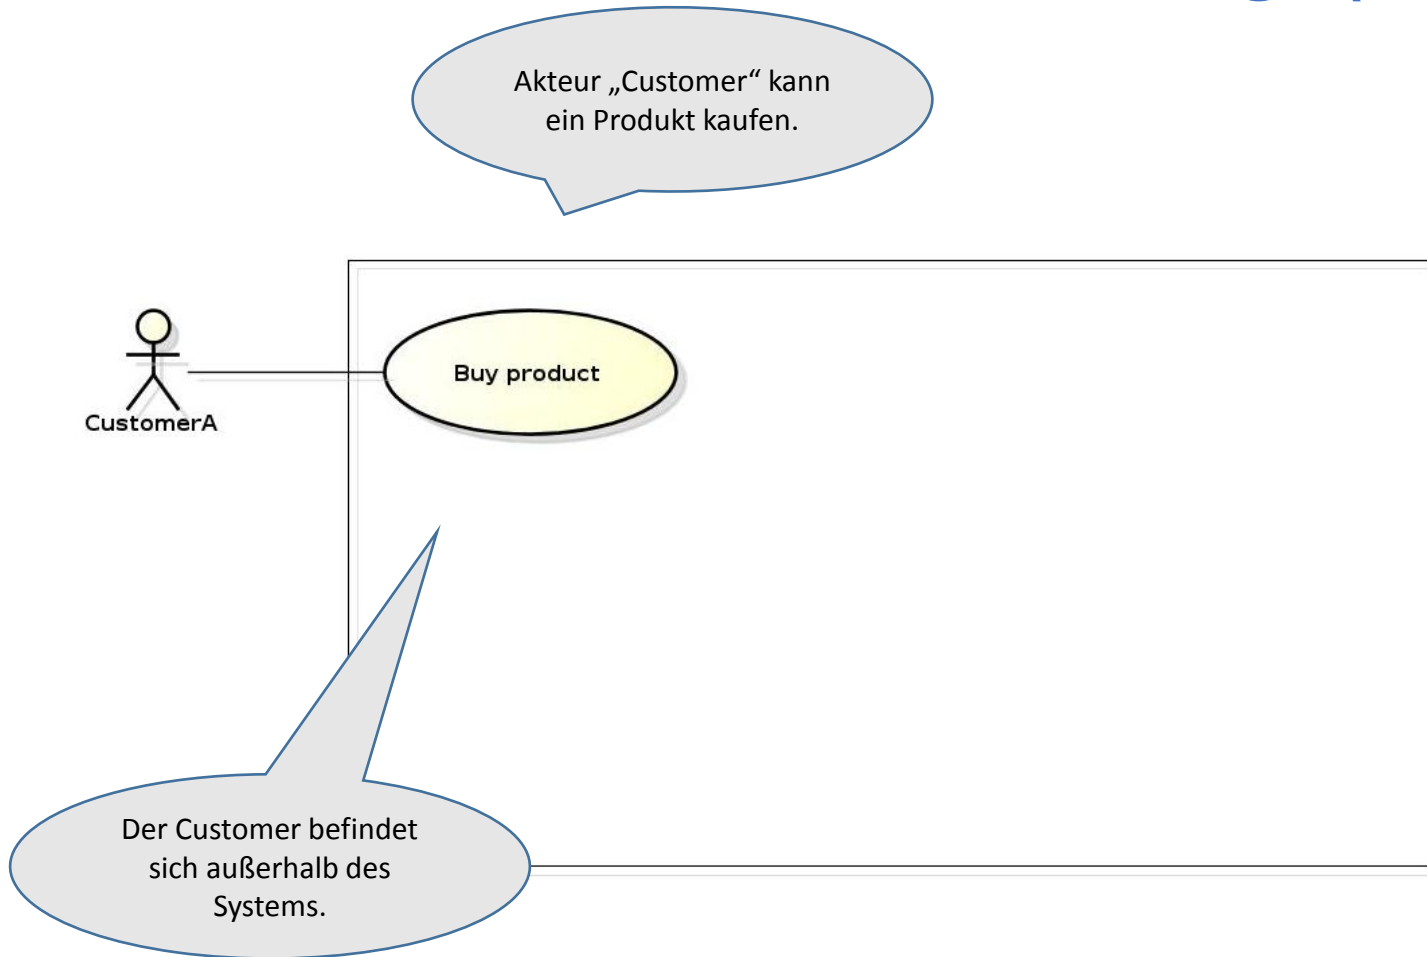 Akteur „Customer“ kann
ein Produkt kaufen.
Buy product
CustomerA
Der Customer befindet
sich außerhalb des
Systems.